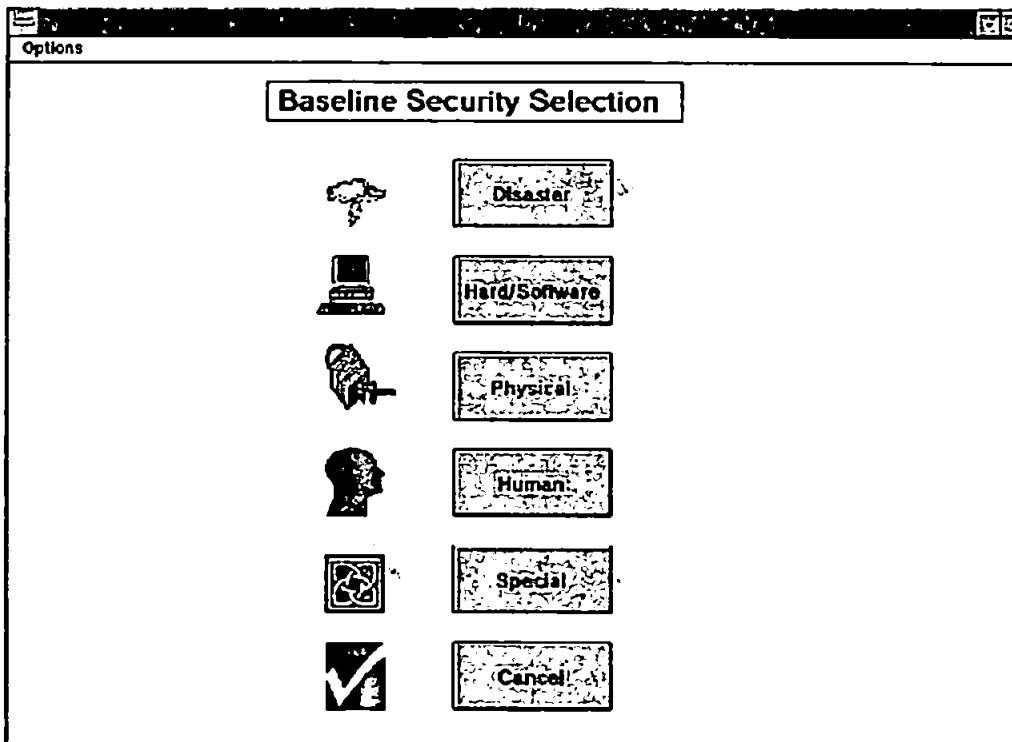 Options
Baseline Security Selection
Disaster
Hard/Software
Physical
Human
Special
Cancel